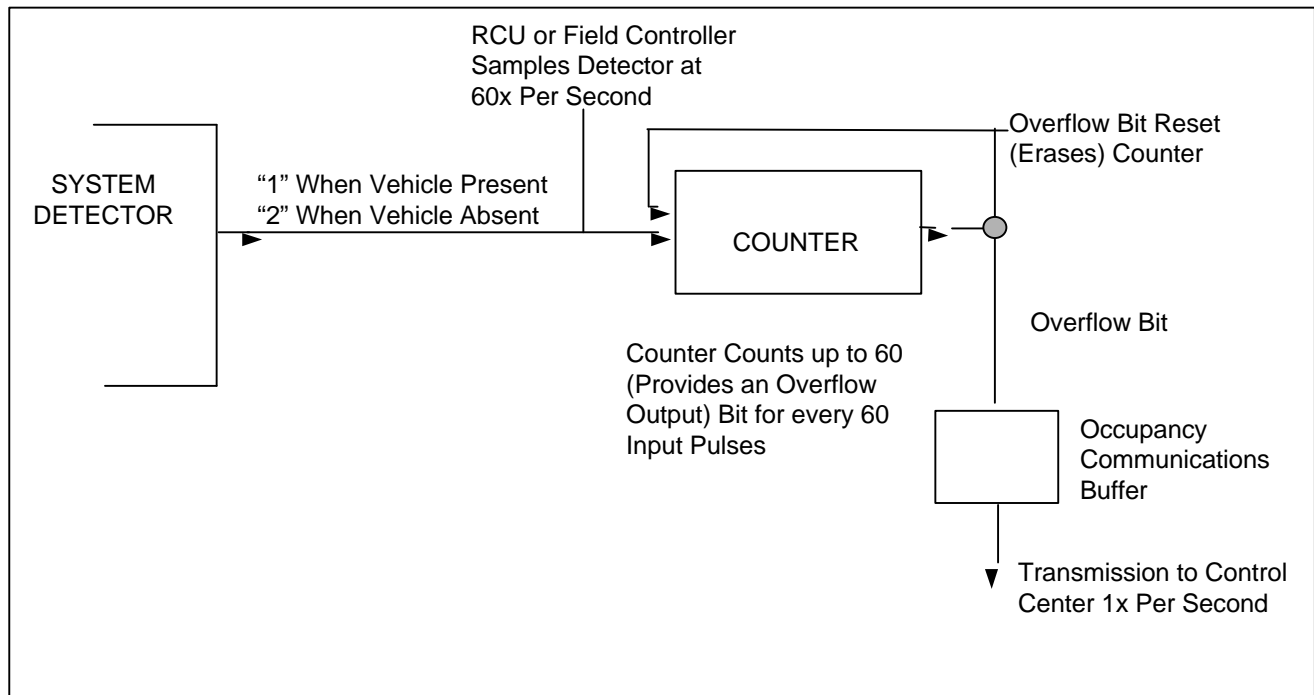 RCU or Field Controller
Samples Detector at
60x Per Second
Overflow Bit Reset
(Erases) Counter
SYSTEM
DETECTOR
“1” When Vehicle Present
“2” When Vehicle Absent
COUNTER
Overflow Bit
Counter Counts up to 60
(Provides an Overflow
Output) Bit for every 60
Input Pulses
Occupancy
Communications
Buffer
Transmission to Control
Center 1x Per Second